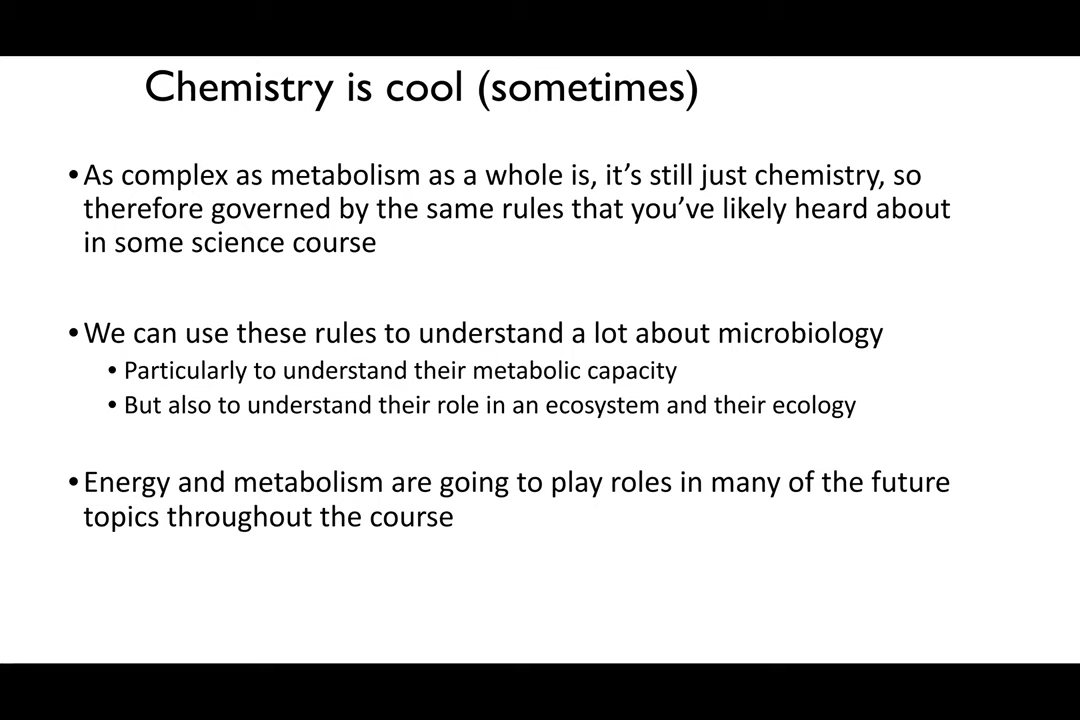 Chemistry is cool (sometimes)
•As complex as metabolism as a whole is, it’s still just chemistry, so
therefore governed by the same rules that you’ve likely heard about
in some science course
•We can use these rules to understand a lot about microbiology
• Particularly to understand their metabolic capacity
• But also to understand their role in an ecosystem and their ecology
•Energy and metabolism are going to play roles in many of the future
topics throughout the course